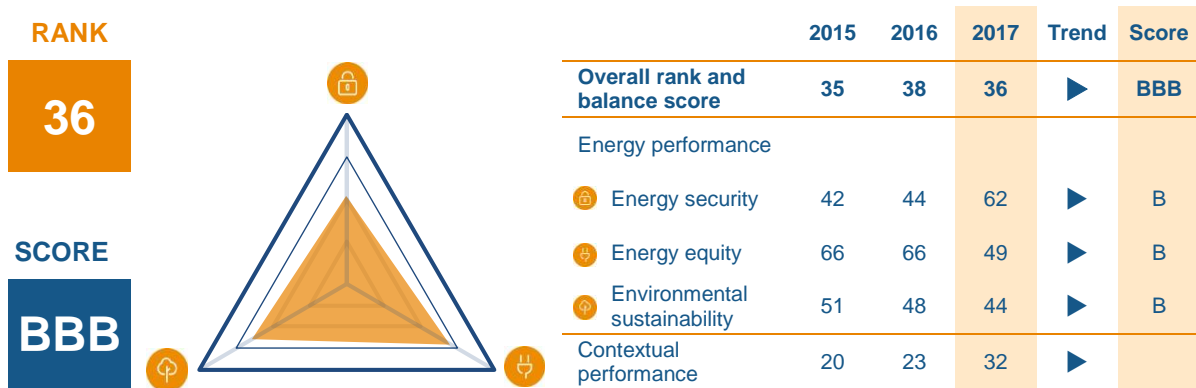 RANK
36
SCORE
BBB
2015 2016 2017 Trend Score
Overall rank and
balance score 35 38 36 BBB
Energy performance
Energy security 42 44 62 B
Energy equity 66 66 49 B
Environmental
sustainability 51 48 44 B
Contextual
performance 20 23 32